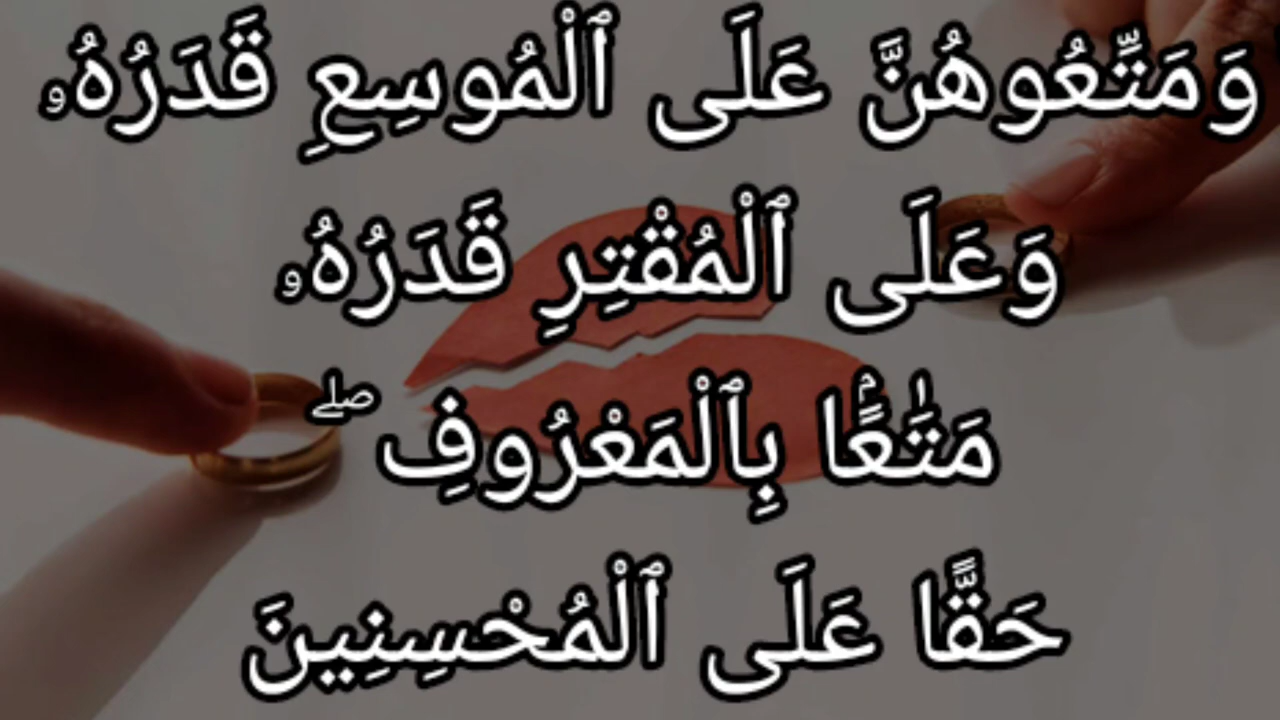 وَمَتِّعُوهُنَّ عَلَى ٱلْمُوسِعِ قَدَرُهُۥ
وَعَلَى ٱلْمُقْتِرِ قَدَرُهُۥ
مَتَٰعًۢا بِٱلْمَعْرُوفِ ۖ
حَقًّا عَلَى ٱلْمُحْسِنِينَ